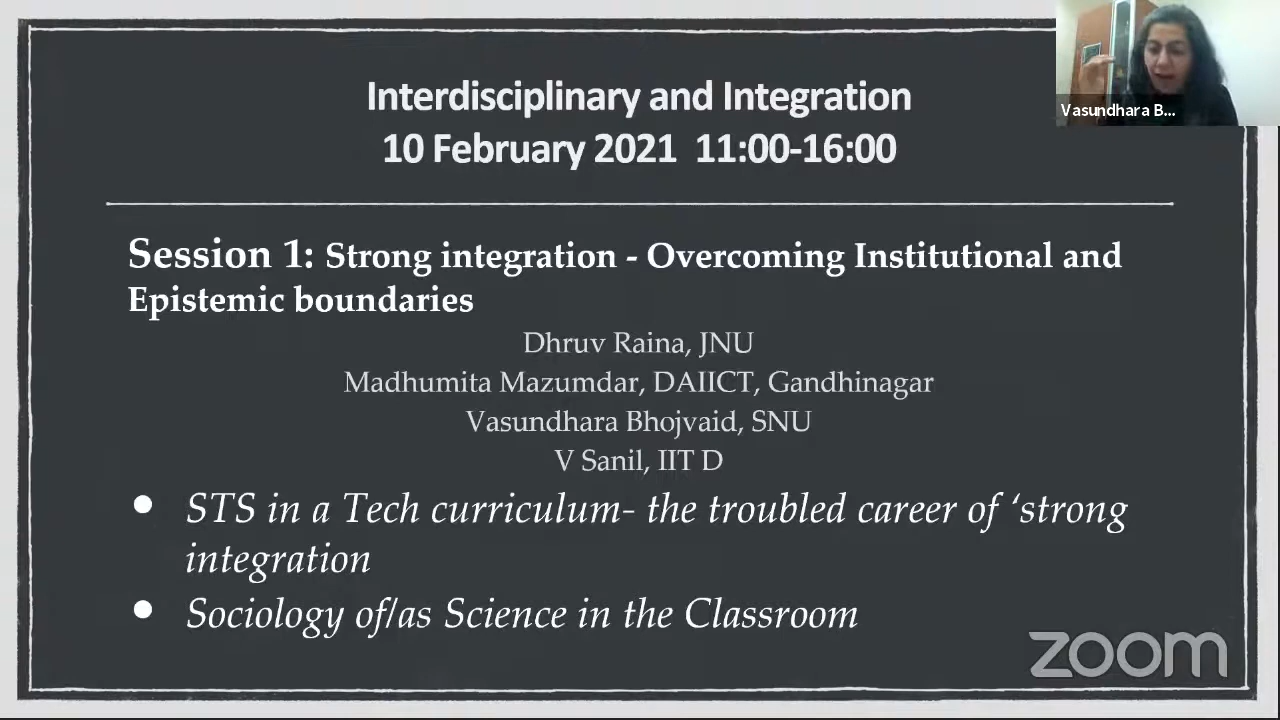 Interdisciplinary and Integration
10 February 2021 11:00-16:00
Vasundhara B...
Session 1: Strong integration - Overcoming Institutional and
Epistemic boundaries
Dhruv Raina, JNU
Madhumita Mazumdar, DAIICT, Gandhinagar
Vasundhara Bhojvaid, SNU
V Sanil, IIT D
• STS in a Tech curriculum- the troubled career of ‘strong
integration
• Sociology of/as Science in the Classroom
zoom